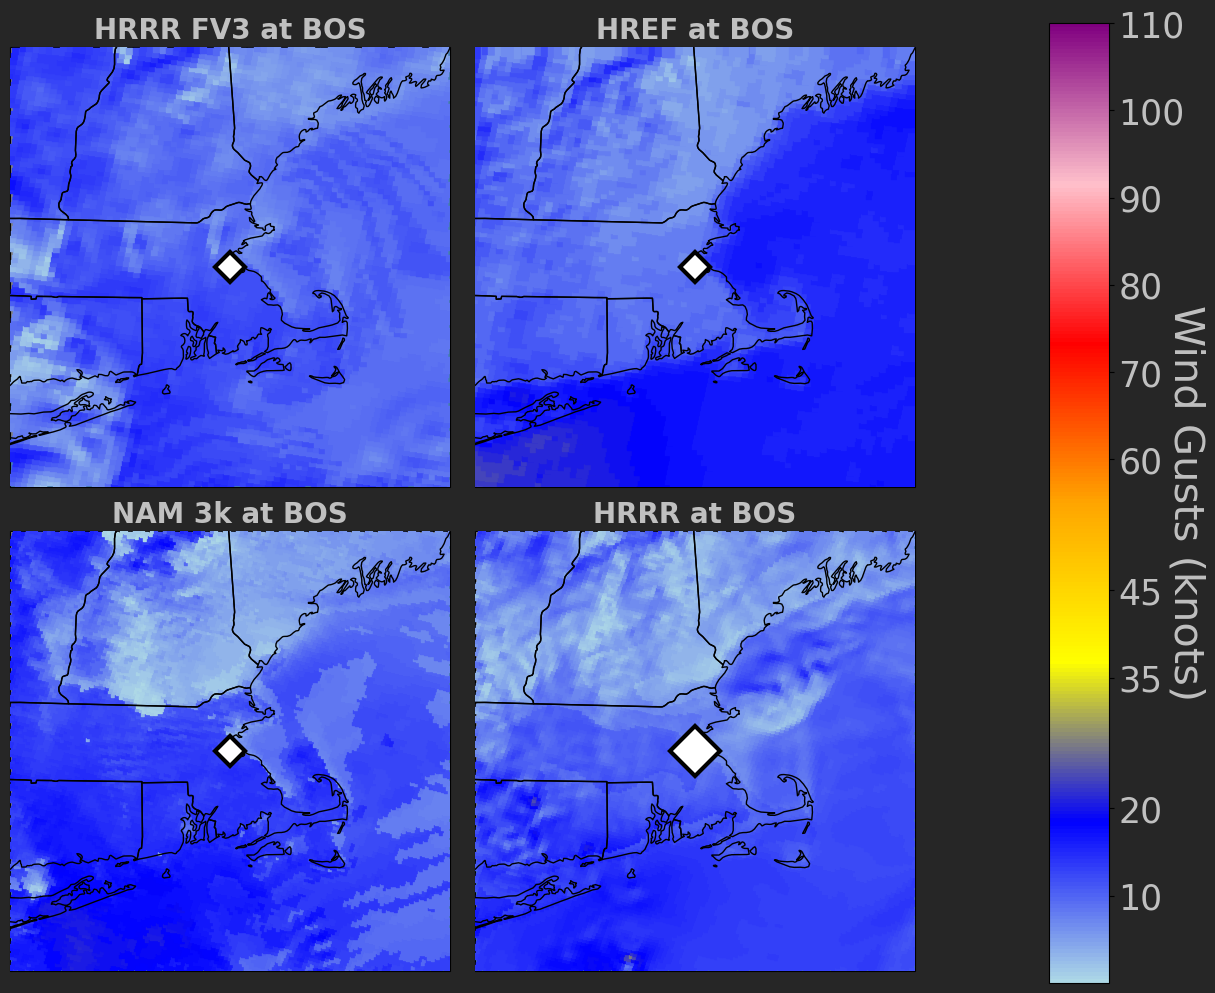 HRRR FV3 at BOS
HREF at BOS
NAM 3k at BOS
HRRR at BOS
110
100
90
80
70
60
45
35
20
10
Wind Gusts (knots)